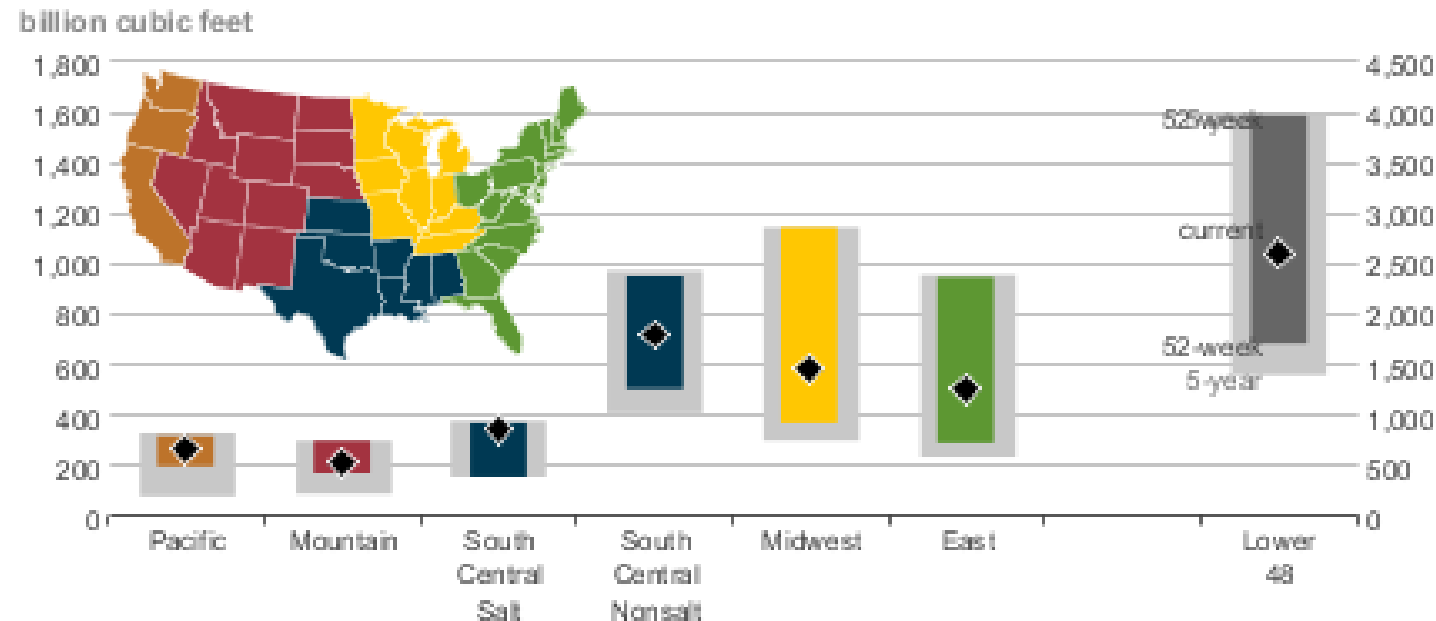 billion cubic feet
1,800
1,600
1,400
1,200
1,000
800
600
400
200
0
4,500
4,000
3,500
3,000
2,500
2,000
1,500
1,000
500
0
current
52-week
5-year
Pacific
Mountain
South
Central
Salt
South
Central
Nonsalt
Midwest
East
Lower
48